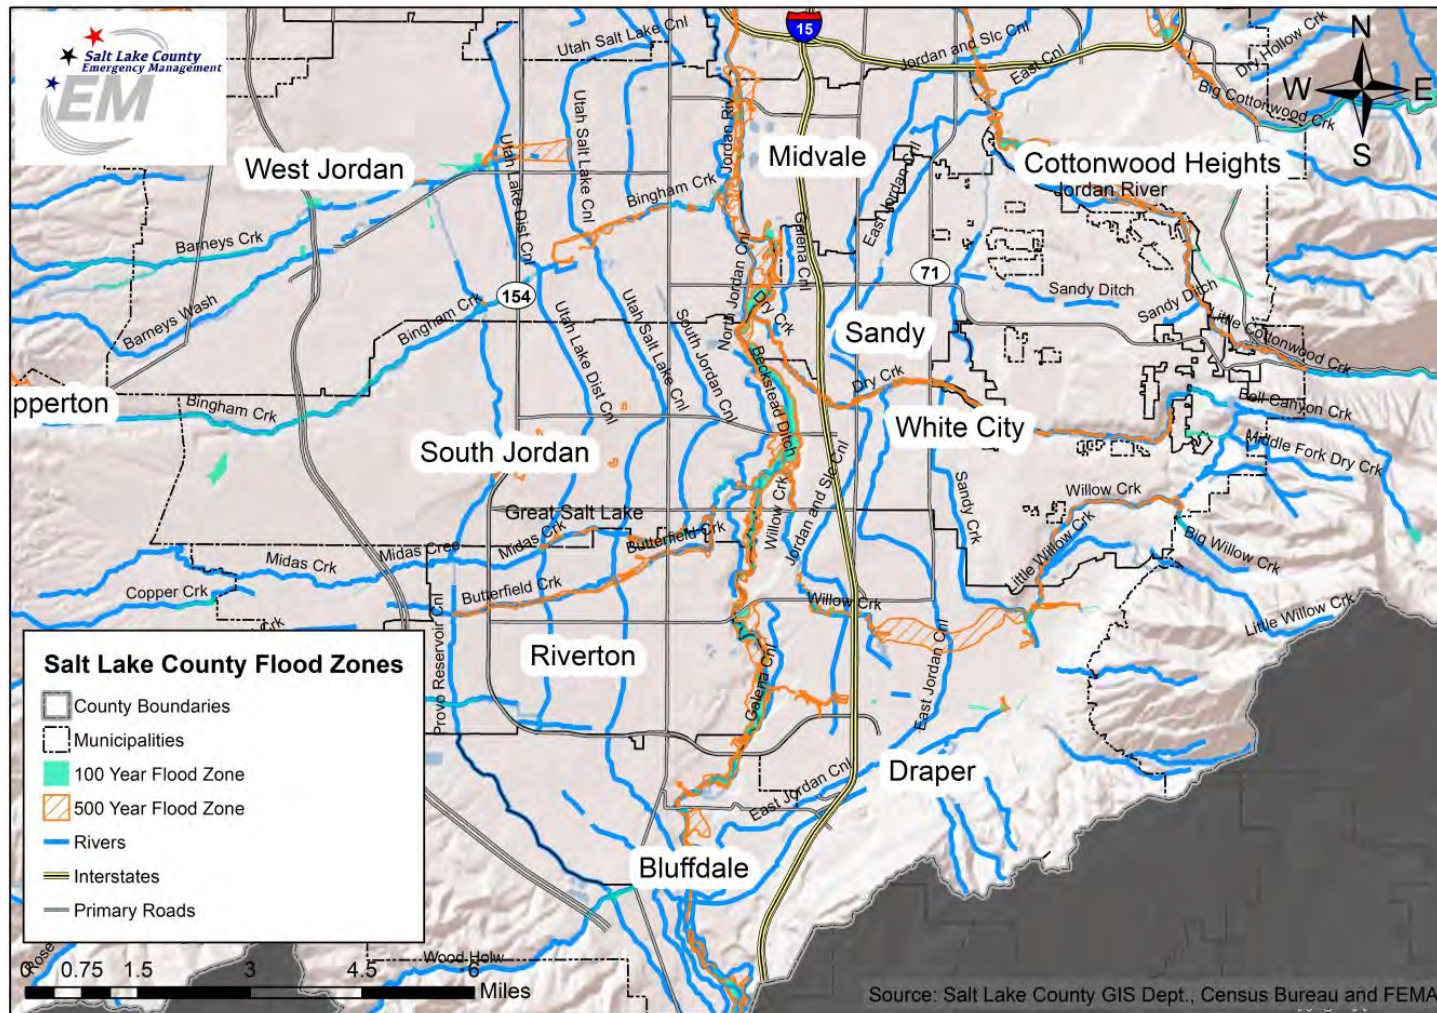 Salt Lake County
Emergency Management
EM
15
N
W
E
S
Utah Salt Lake Cnl
Jordan and Slc Cnl
East Cnl
Dry Hollow Crk
Big Cottonwood Crk
West Jordan
Midvale
Cottonwood Heights
Utah Salt Lake Cnl
Utah Lake Dist Cnl
Jordan Riv
Bingham Crk
East Jordan Cnl
East Jordan Cnl
Jordan River
Barneys Crk
Galena Cnl
North Jordan Cnl
71
154
Sandy Ditch
Sandy Ditch
Barneys Wash
Bingham Crk
Utah Lake Dist Cnl
Utah Salt Lake Cnl
South Jordan Cnl
Dry Crk
Sandy
Little Cottonwood Crk
Beckstead Ditch
Dry Crk
pperton
Bingham Crk
White City
Bell Canyon Crk
Middle Fork Dry Crk
South Jordan
Jordan and Slc Cnl
Sandy Crk
Willow Crk
Great Salt Lake
Willow Crk
Midas Crk
Midas Cree
Midas Crk
Butterfield Crk
Little Willow Crk
Big Willow Crk
Copper Crk
Butterfield Crk
Willow Crk
Little Willow Crk
Crk
Provo Reservoir Cnl
Riverton
Galena Cnl
East Jordan Cnl
Draper
East Jordan Cnl
Bluffdale
Salt Lake County Flood Zones
County Boundaries
Municipalities
100 Year Flood Zone
500 Year Flood Zone
Rivers
Interstates
Primary Roads
Rose
Wood Holw
0 0.75 1.5 3 4.5 6
Miles
Source: Salt Lake County GIS Dept., Census Bureau and FEMA